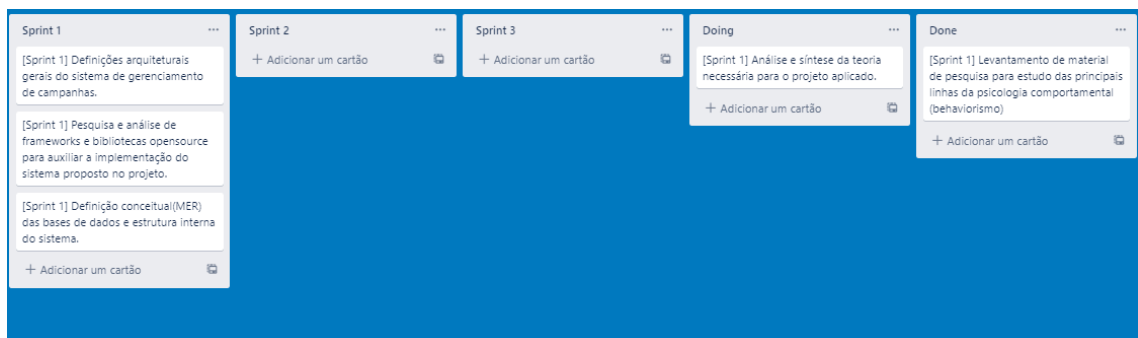 Sprint 1
[Sprint 1] Definições arquiteturais
gerais do sistema de gerenciamento
de campanhas.
[Sprint 1] Pesquisa e análise de
frameworks e bibliotecas opensource
para auxiliar a implementação do
sistema proposto no projeto.
[Sprint 1] Definição conceitual(MER)
das bases de dados e estrutura interna
do sistema.
+ Adicionar um cartão
Sprint 2
+ Adicionar um cartão
Sprint 3
+ Adicionar um cartão
Doing
[Sprint 1] Análise e síntese da teoria
necessária para o projeto aplicado.
+ Adicionar um cartão
Done
[Sprint 1] Levantamento de material
de pesquisa para estudo das principais
linhas da psicologia comportamental
(behaviorismo)
+ Adicionar um cartão